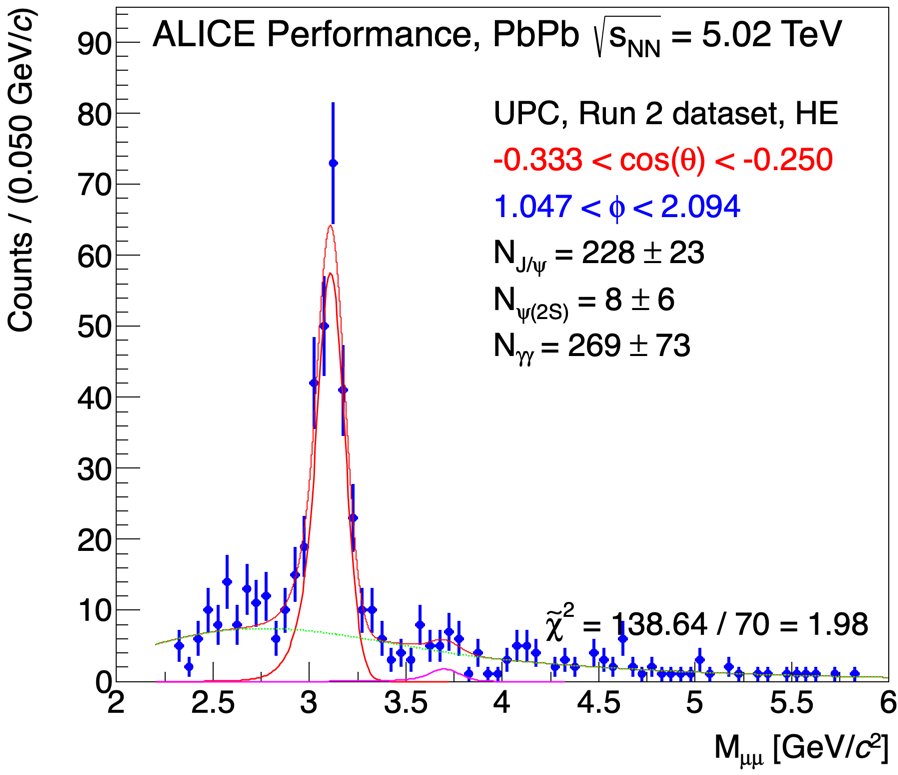 ALICE Performance, PbPb √sNN = 5.02 TeV
UPC, Run 2 dataset, HE
-0.333 < cos(θ) < -0.250
1.047 < ϕ < 2.094
NJ/ψ = 228 ± 23
Nψ(2S) = 8 ± 6
Nγγ = 269 ± 73
χ̃² = 138.64 / 70 = 1.98
Counts / (0.050 GeV/c)
90
80
70
60
50
40
30
20
10
0
2 2.5 3 3.5 4 4.5 5 5.5 6
Mμμ [GeV/c²]